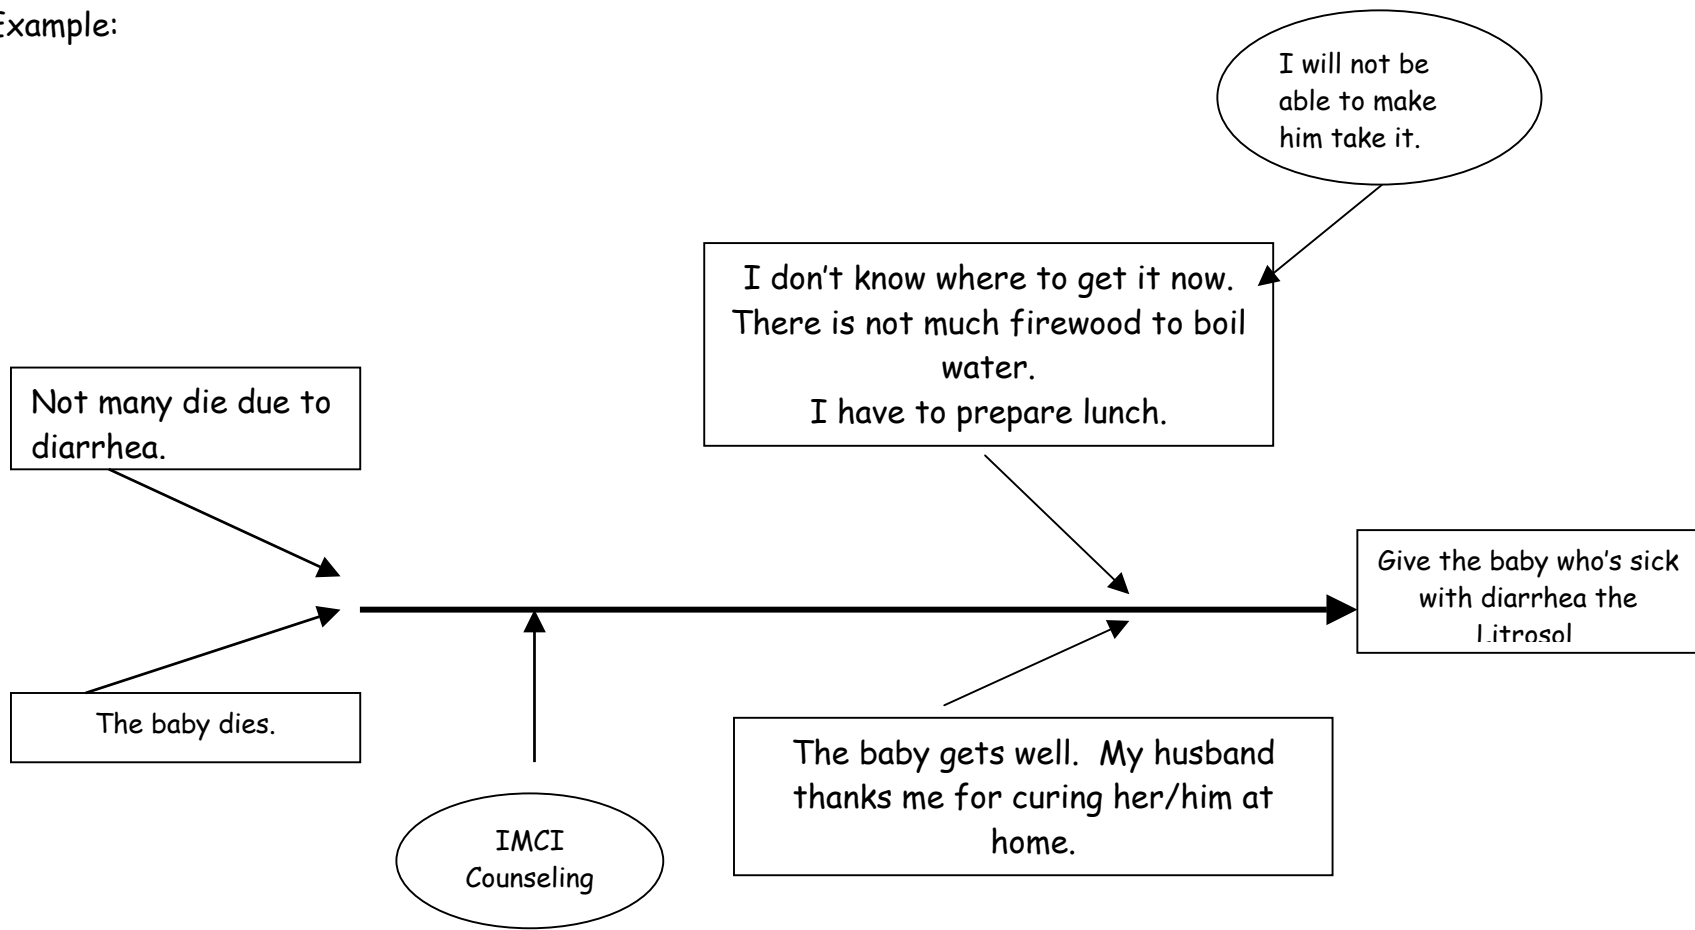 Example:
I will not be
able to make
him take it.
I don't know where to get it now.
There is not much firewood to boil
water.
I have to prepare lunch.
Not many die due to
diarrhea.
Give the baby who's sick
with diarrhea the
Litrosol
The baby dies.
The baby gets well. My husband
thanks me for curing her/him at
home.
IMCI
Counseling